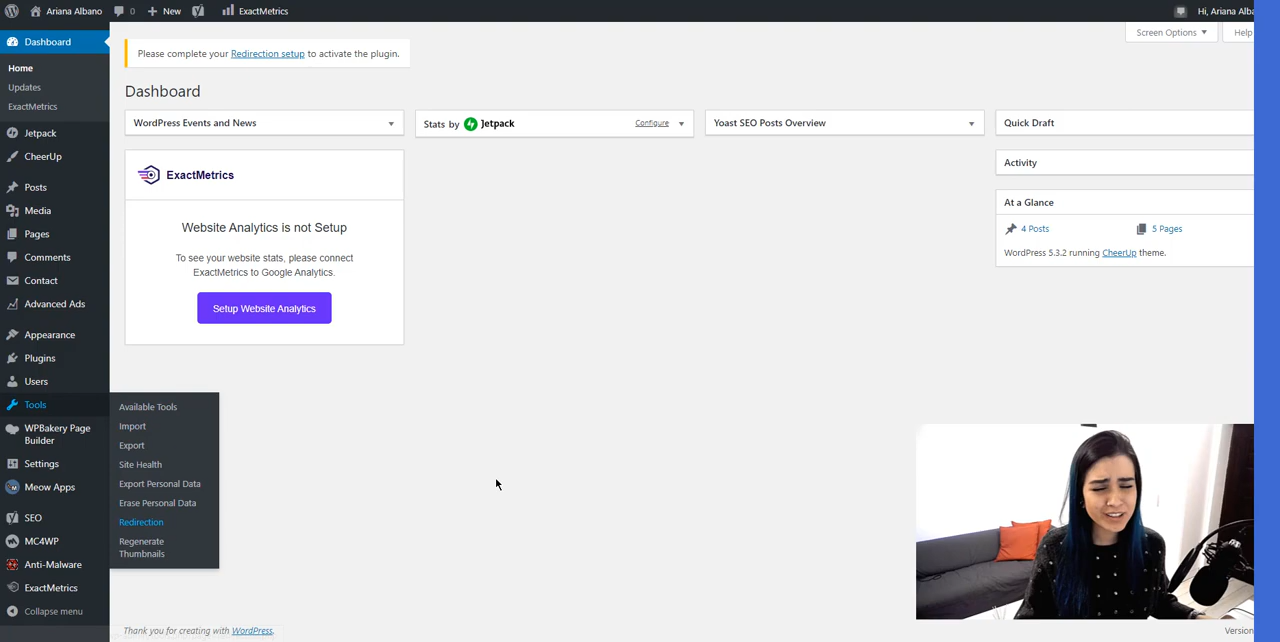 Ariana Albano 0 New ExactMetrics Hi, Ariana Alba
Screen Options Help
Dashboard
Home
Updates
ExactMetrics
Jetpack
CheerUp
Posts
Media
Pages
Comments
Contact
Advanced Ads
Appearance
Plugins
Users
Tools
WPBakery Page
Builder
Settings
Meow Apps
SEO
MC4WP
Anti-Malware
ExactMetrics
Collapse menu
Available Tools
Import
Export
Site Health
Export Personal Data
Erase Personal Data
Redirection
Regenerate
Thumbnails
Please complete your Redirection setup to activate the plugin.
Dashboard
WordPress Events and News
Stats by Jetpack Configure
Yoast SEO Posts Overview
Quick Draft
ExactMetrics
Website Analytics is not Setup
To see your website stats, please connect
ExactMetrics to Google Analytics.
Setup Website Analytics
Activity
At a Glance
4 Posts 5 Pages
WordPress 5.3.2 running CheerUp theme.
Thank you for creating with WordPress.
Version